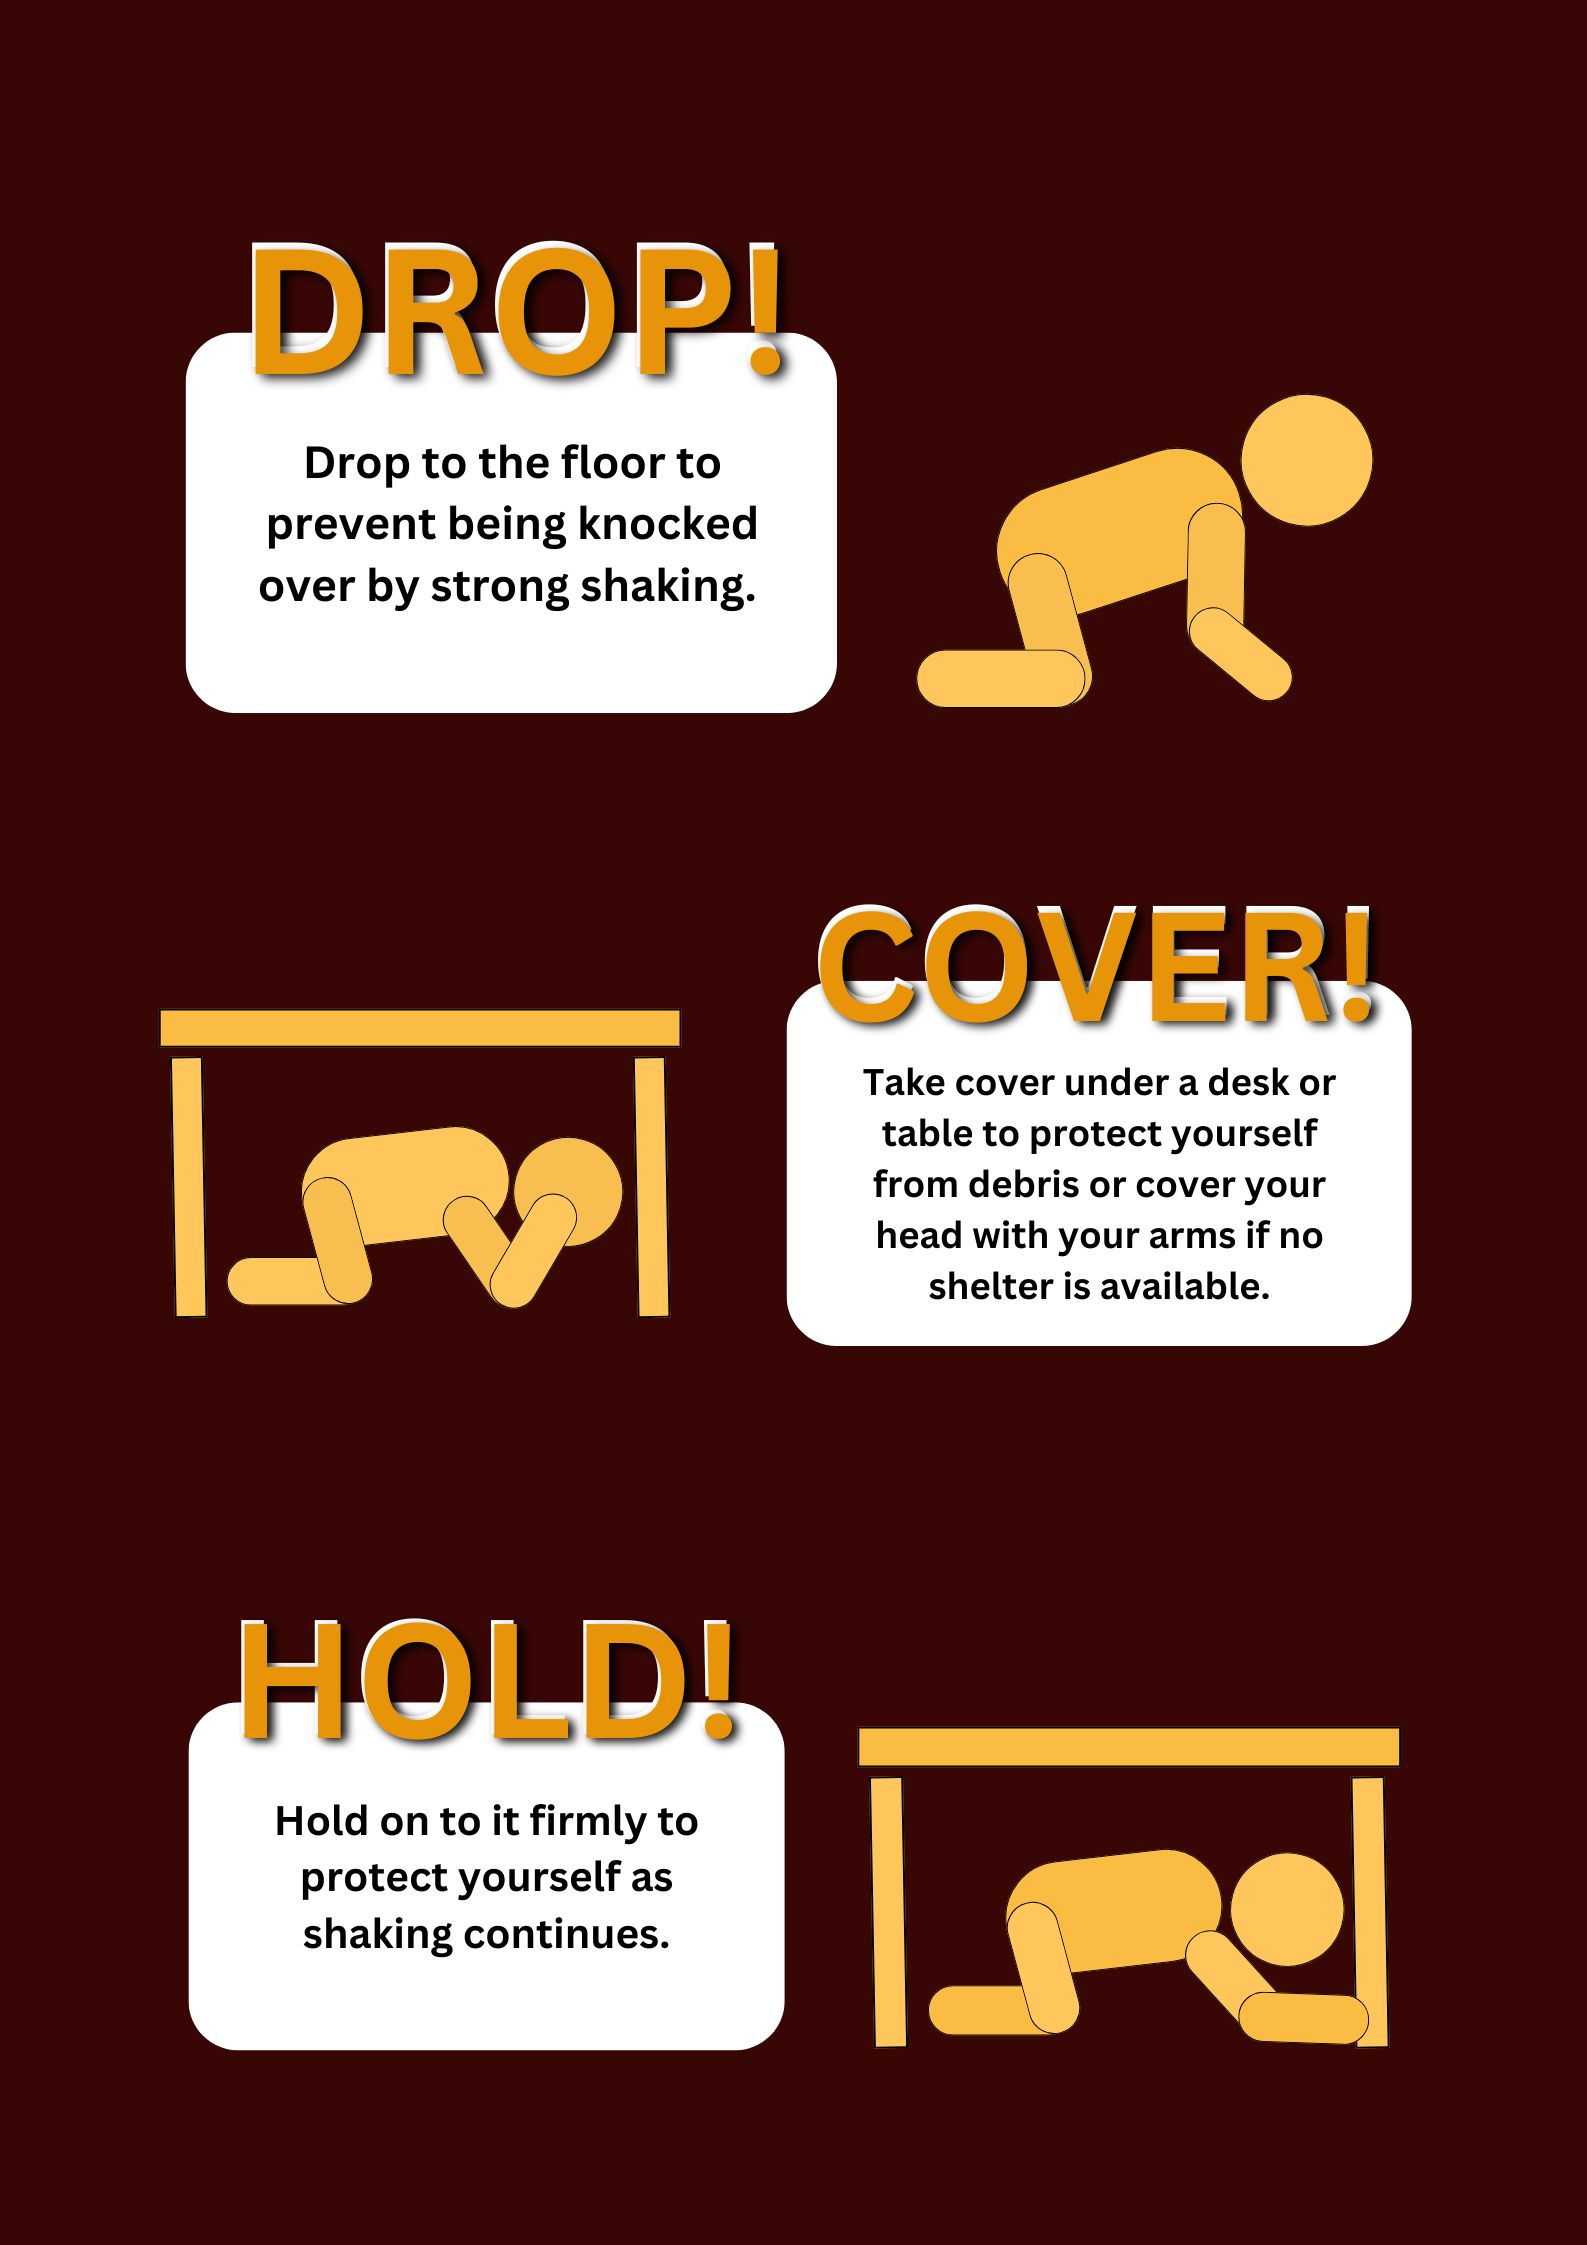 DROP!
Drop to the floor to
prevent being knocked
over by strong shaking.
COVER!
Take cover under a desk or
table to protect yourself
from debris or cover your
head with your arms if no
shelter is available.
HOLD!
Hold on to it firmly to
protect yourself as
shaking continues.